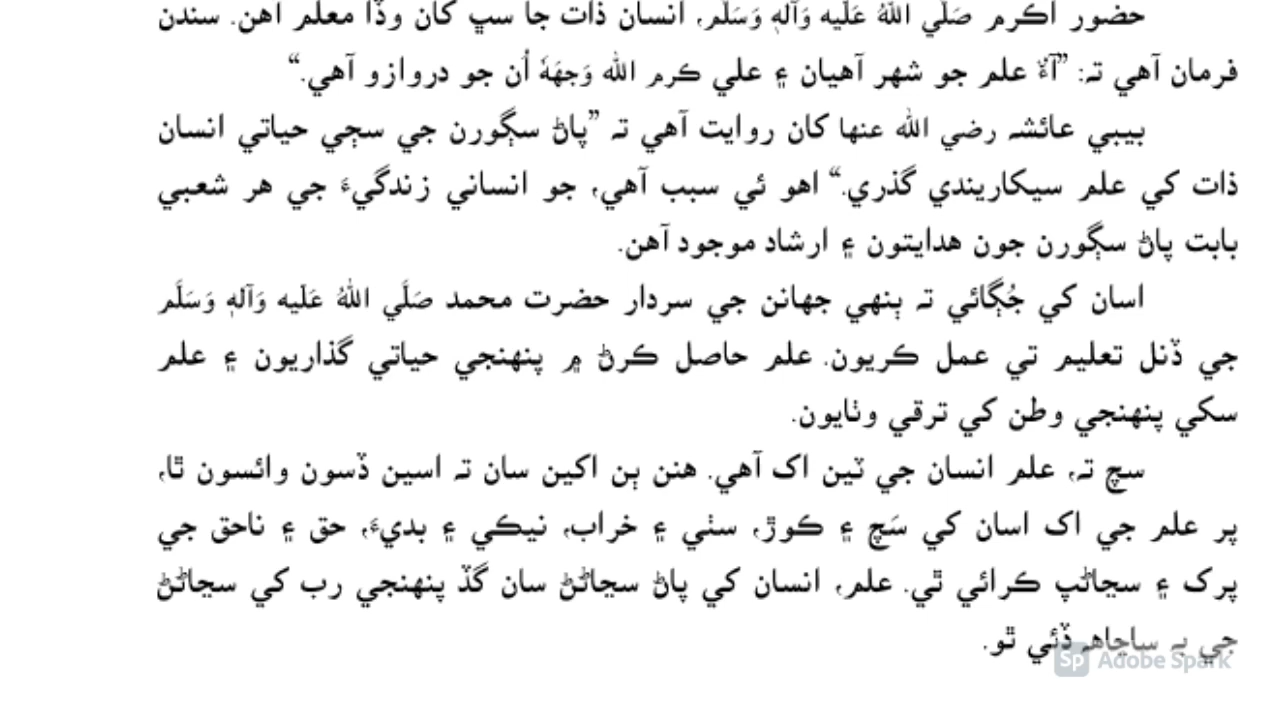 حضور اڪرم صَلَّي اللهُ عَلَيه وَآلهٖ وَسَلَّم، انسان ذات جا سڀ کان وڏا معلم آهن. سندن
فرمان آهي تہ: ”آءٌ علم جو شهر آهيان ۽ علي ڪرم الله وَجهَهٗ اُن جو دروازو آهي.“
بيبي عائشہ رضي الله عنها کان روايت آهي تہ ”پاڻ سڳورن جي سڄي حياتي انسان
ذات کي علم سيکاريندي گذري.“ اهو ئي سبب آهي، جو انساني زندگيءَ جي هر شعبي
بابت پاڻ سڳورن جون هدايتون ۽ ارشاد موجود آهن.
اسان کي جُڳائي تہ ٻنهي جهانن جي سردار حضرت محمد صَلَّي اللهُ عَلَيه وَآلهٖ وَسَلَّم
جي ڏنل تعليم تي عمل ڪريون. علم حاصل ڪرڻ ۾ پنهنجي حياتي گذاريون ۽ علم
سکي پنهنجي وطن کي ترقي وٺايون.
سچ تہ، علم انسان جي ٽين اک آهي. هنن ٻن اکين سان تہ اسين ڏسون وائسون ٿا،
پر علم جي اک اسان کي سَچ ۽ ڪوڙ، سٺي ۽ خراب، نيڪي ۽ بديءَ، حق ۽ ناحق جي
پرک ۽ سڃاڻپ ڪرائي ٿي. علم، انسان کي پاڻ سڃاڻڻ سان گڏ پنهنجي رب کي سڃاڻڻ
جي بہ ساڃاهہ ڏئي ٿو.
Sp Adobe Spark